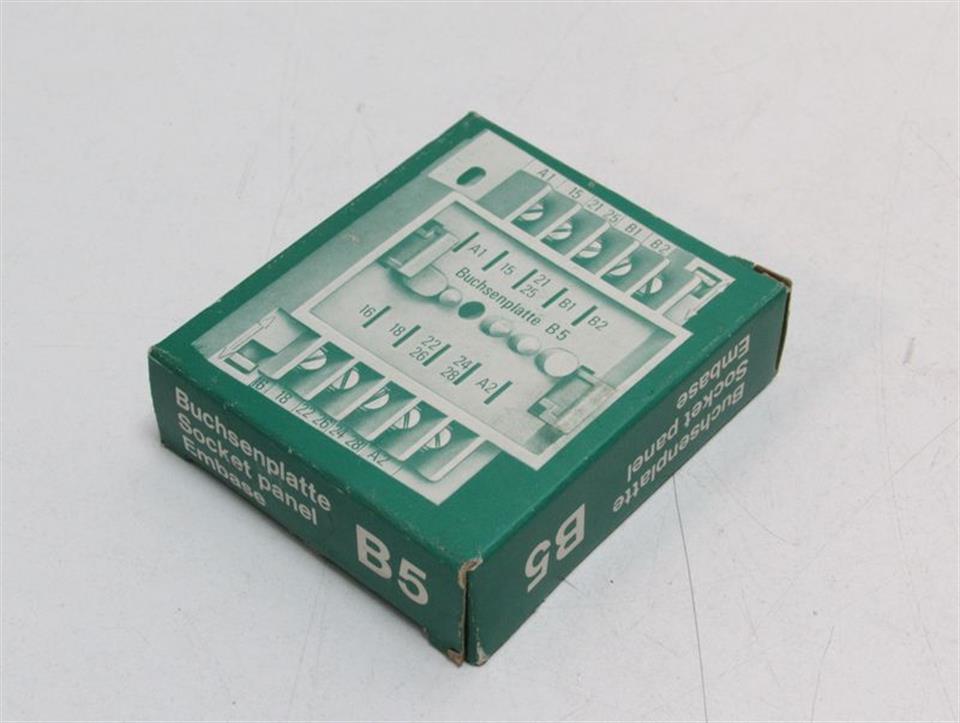 A1 15 21 25 B1 B2
A1 15 21 25 B1 B2
Buchsenplatte B5
16 18 22 26 24 28 A2
16 18 22 26 24 28 A2
Buchsenplatte
Socket panel
Embase
B5
Buchsenplatte
Socket panel
Embase
B5